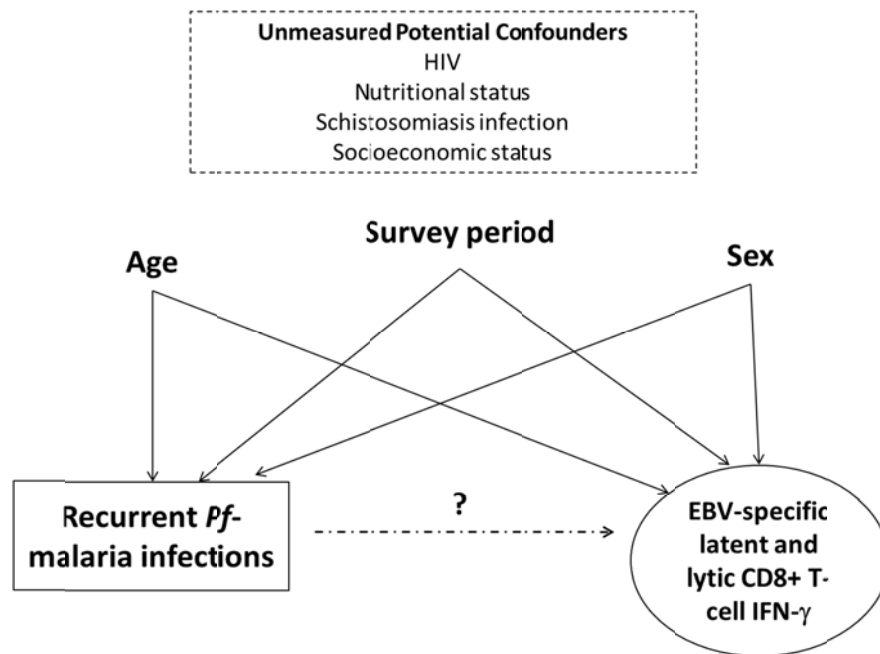 Unmeasured Potential Confounders
HIV
Nutritional status
Schistosomiasis infection
Socioeconomic status
Age
Survey period
Sex
Recurrent Pf-
malaria infections
?
EBV-specific
latent and
lytic CD8+ T-
cell IFN-γ